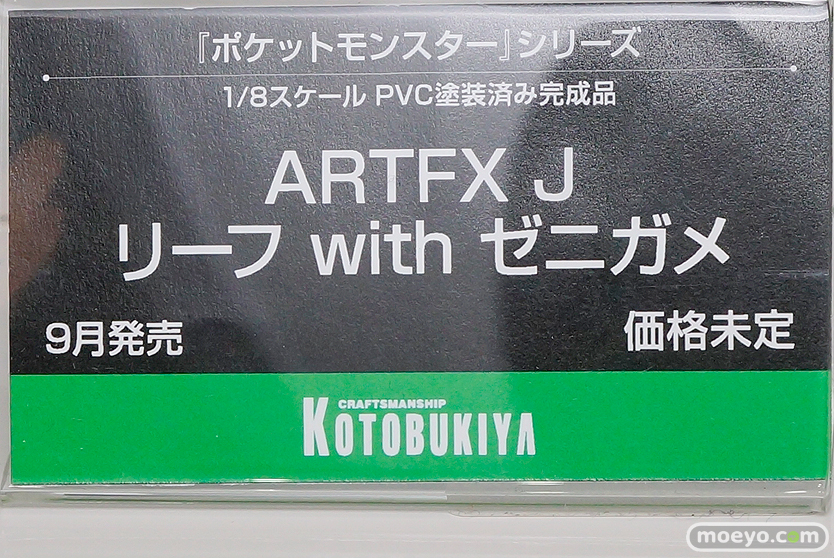 『ポケットモンスター』シリーズ
1/8スケール PVC塗装済み完成品
ARTFX J
リーフ with ゼニガメ
9月発売
価格未定
CRAFTSMANSHIP
KOTOBUKIYA
moeyo.com